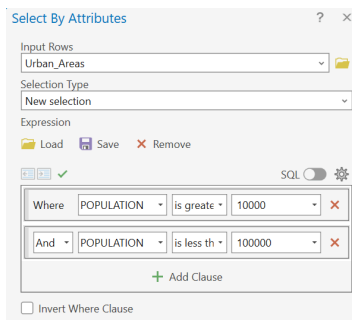 Select By Attributes ? ×
Input Rows
Urban_Areas
Selection Type
New selection
Expression
Load Save Remove
SQL
Where POPULATION is greate 10000
And POPULATION is less th 100000
Add Clause
Invert Where Clause